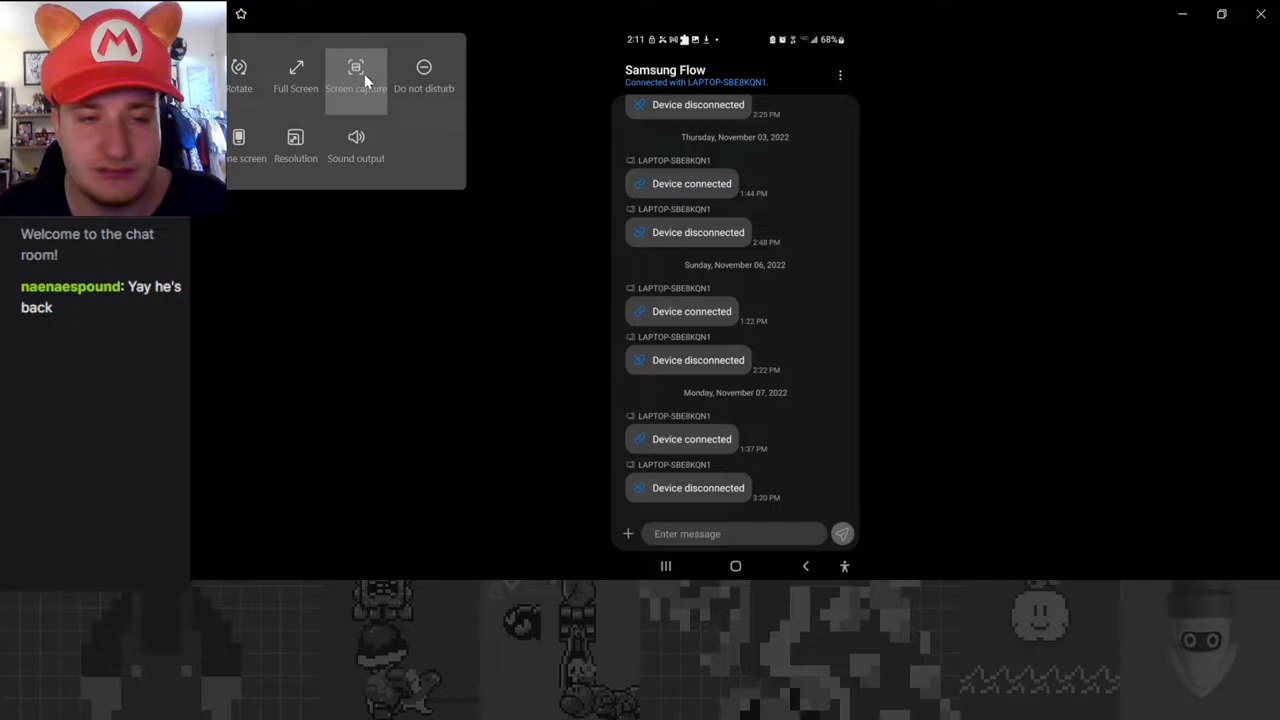 M
Rotate
Full Screen
Screen capture
Do not disturb
ne screen
Resolution
Sound output
Welcome to the chat
room!
naenaespound: Yay he's
back
2:11
68%
Samsung Flow
Connected with LAPTOP-SBE8KQN1.
Device disconnected
2:25 PM
Thursday, November 03, 2022
LAPTOP-SBE8KQN1
Device connected
1:44 PM
LAPTOP-SBE8KQN1
Device disconnected
2:48 PM
Sunday, November 06, 2022
LAPTOP-SBE8KQN1
Device connected
1:22 PM
LAPTOP-SBE8KQN1
Device disconnected
2:22 PM
Monday, November 07, 2022
LAPTOP-SBE8KQN1
Device connected
1:37 PM
LAPTOP-SBE8KQN1
Device disconnected
3:20 PM
Enter message